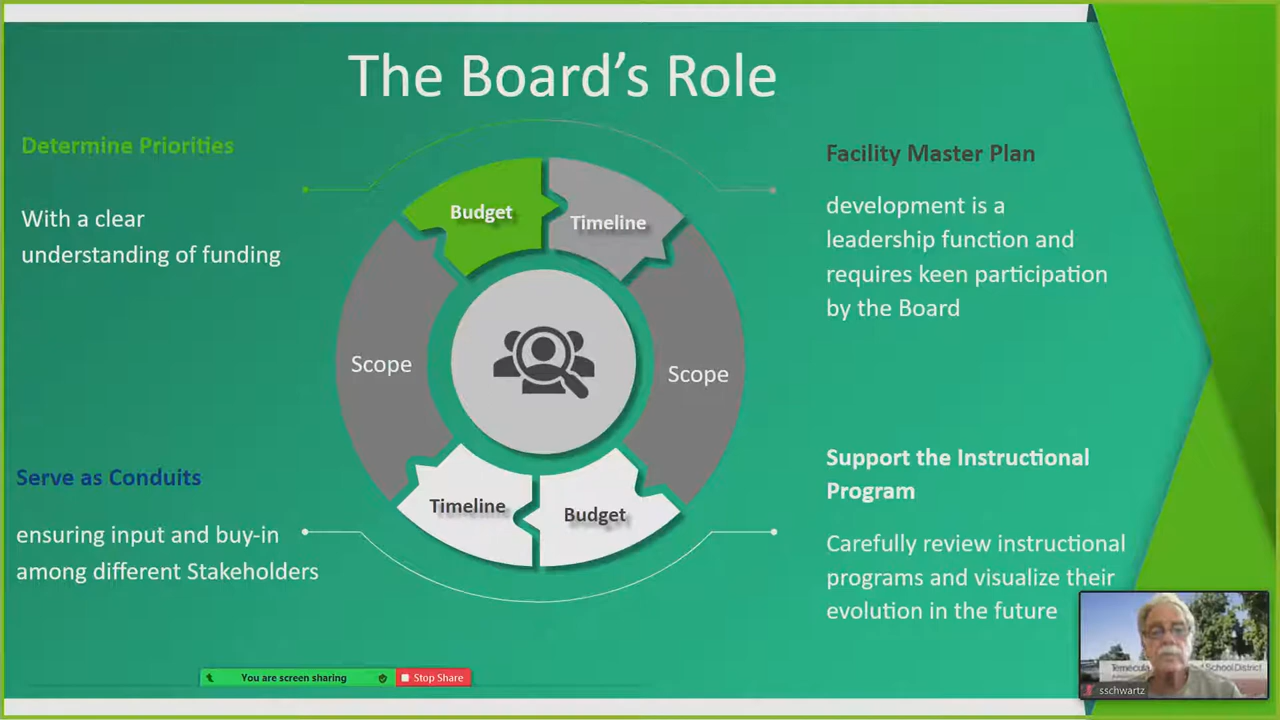 The Board's Role
Determine Priorities
With a clear
understanding of funding
Facility Master Plan
development is a
leadership function and
requires keen participation
by the Board
Budget
Timeline
Scope
Scope
Timeline
Budget
Serve as Conduits
ensuring input and buy-in
among different Stakeholders
Support the Instructional
Program
Carefully review instructional
programs and visualize their
evolution in the future
You are screen sharing
Stop Share
School District
sschwartz